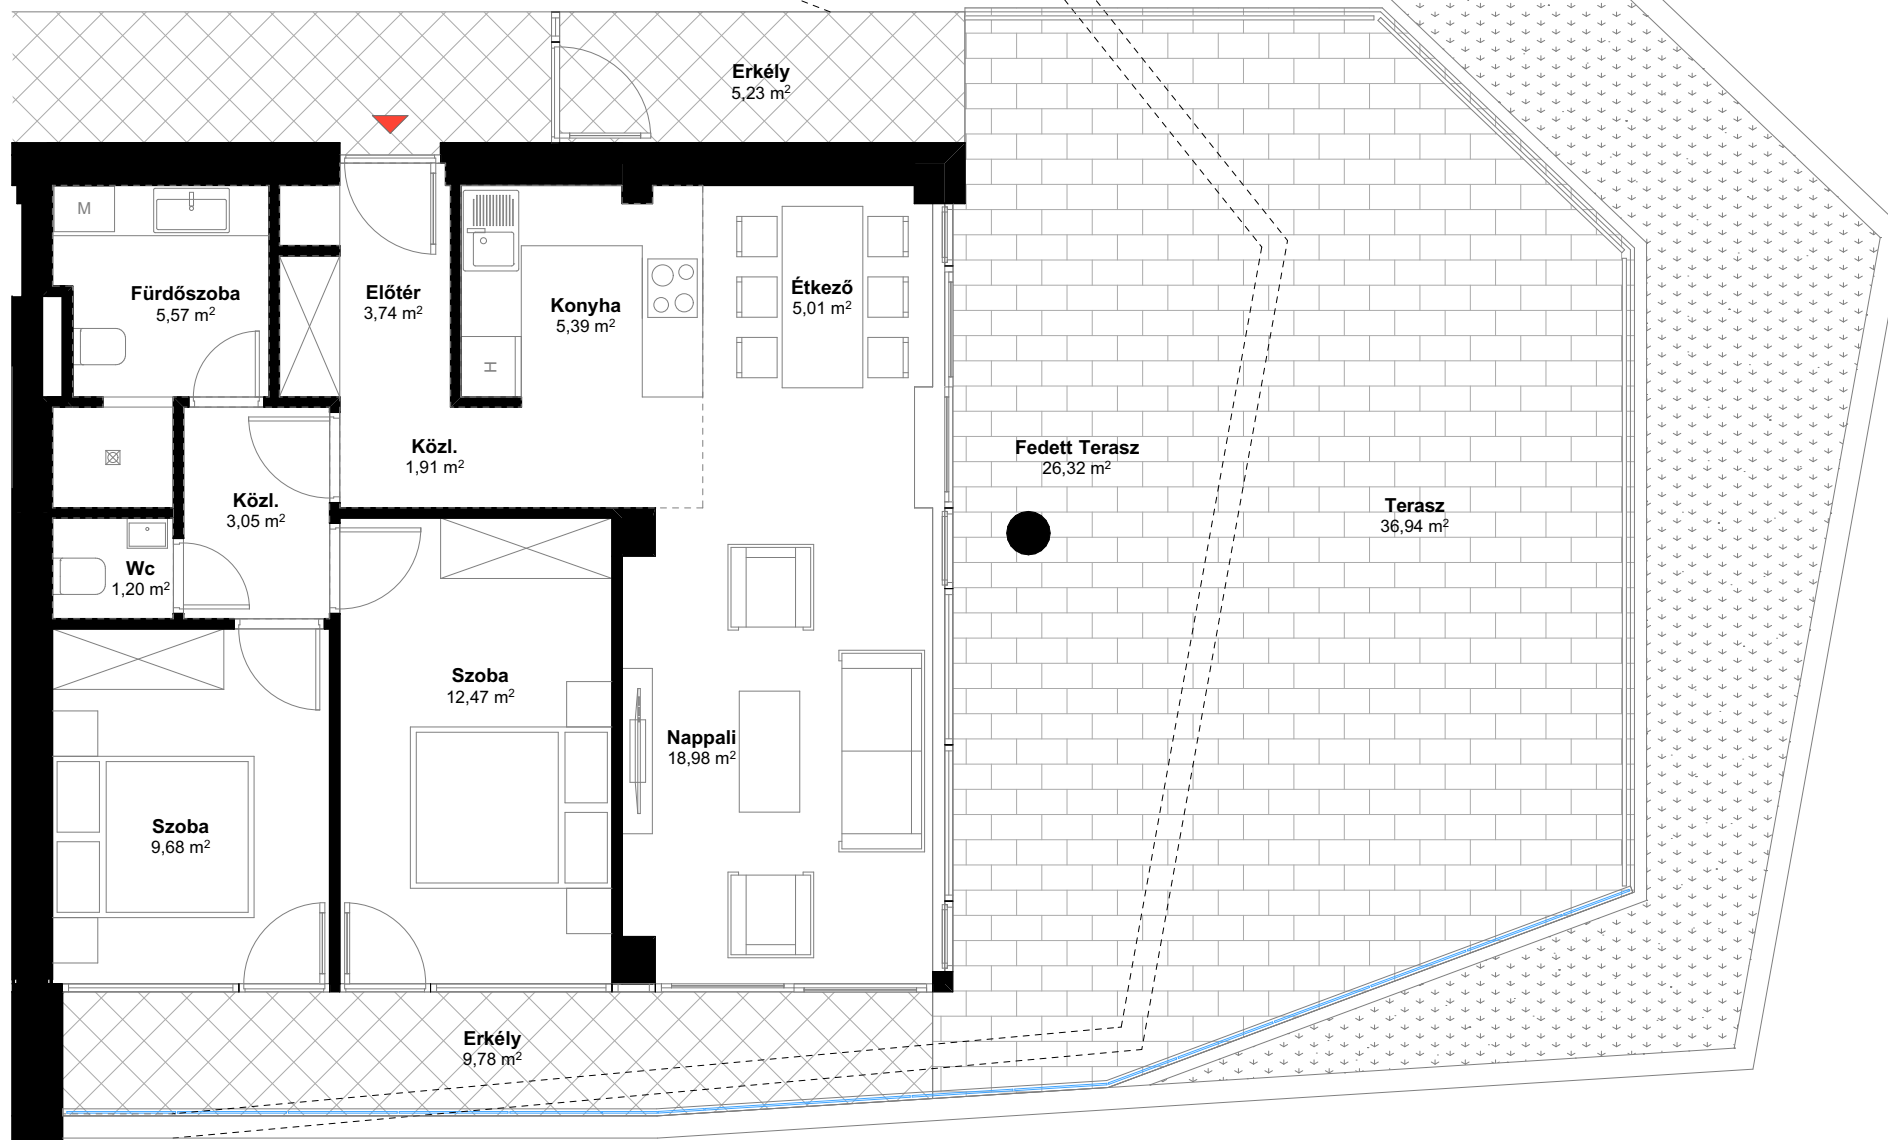 Erkély
5,23 m²
M
Fürdőszoba
5,57 m²
Előtér
3,74 m²
Konyha
5,39 m²
Étkező
5,01 m²
H
Közl.
1,91 m²
Fedett Terasz
26,32 m²
Közl.
3,05 m²
Terasz
36,94 m²
Wc
1,20 m²
Szoba
12,47 m²
Nappali
18,98 m²
Szoba
9,68 m²
Erkély
9,78 m²